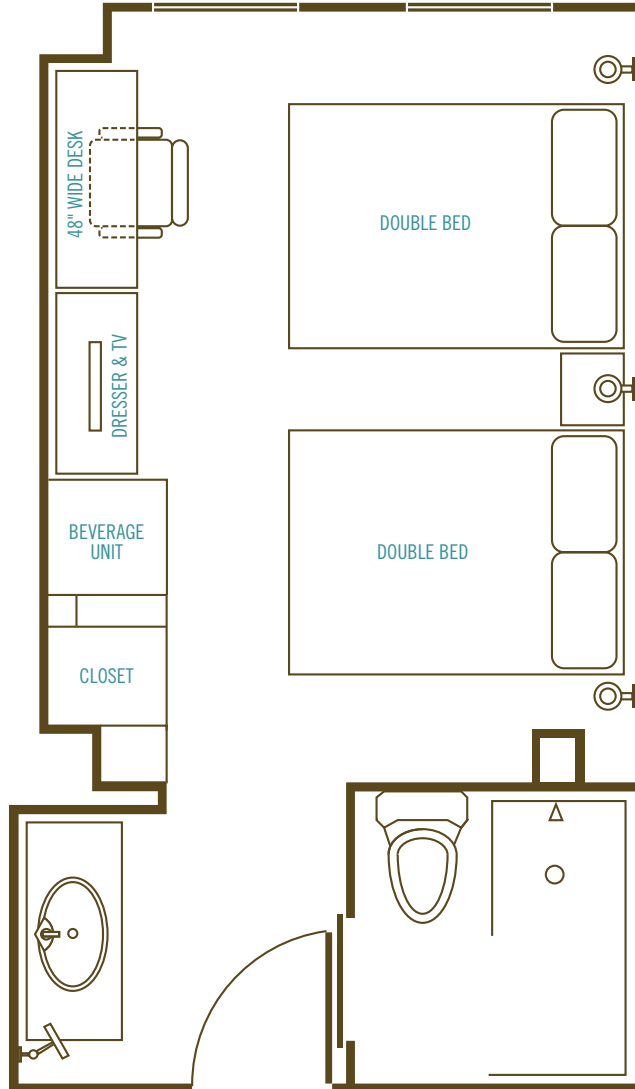 48" WIDE DESK
DOUBLE BED
DRESSER & TV
BEVERAGE
UNIT
DOUBLE BED
CLOSET